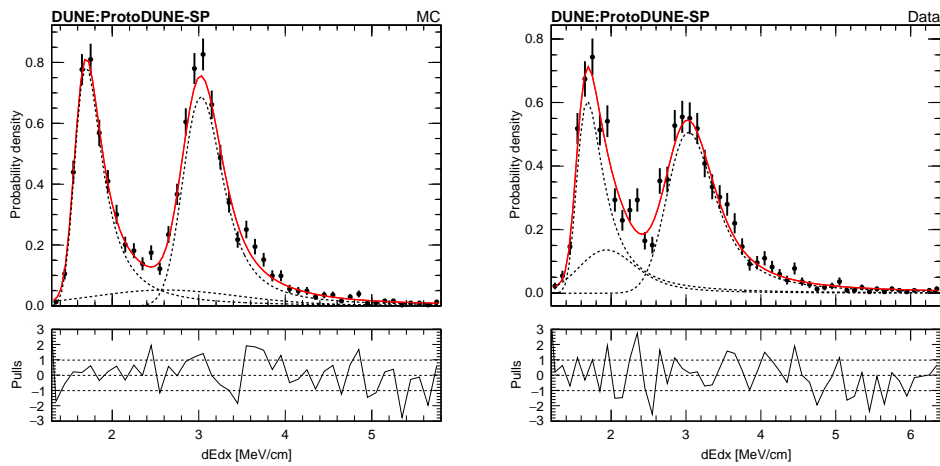 DUNE:ProtoDUNE-SP MC
Probability density
0.8
0.6
0.4
0.2
0.0
Pulls
3
2
1
0
−1
−2
−3
2 3 4 5
dEdx [MeV/cm]
DUNE:ProtoDUNE-SP Data
Probability density
0.8
0.6
0.4
0.2
0.0
Pulls
3
2
1
0
−1
−2
−3
2 3 4 5 6
dEdx [MeV/cm]